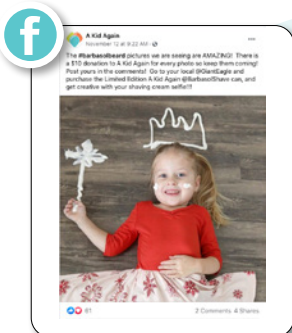 f
A Kid Again
November 12 at 9:22 AM ·
The #barbasolbeard pictures we are seeing are AMAZING! There is
a $10 donation to A Kid Again for every photo so keep them coming!
Post yours in the comments! Go to your local @GiantEagle and
purchase the Limited Edition A Kid Again @BarbasolShave can, and
get creative with your shaving cream selfie!!!
61
2 Comments 4 Shares